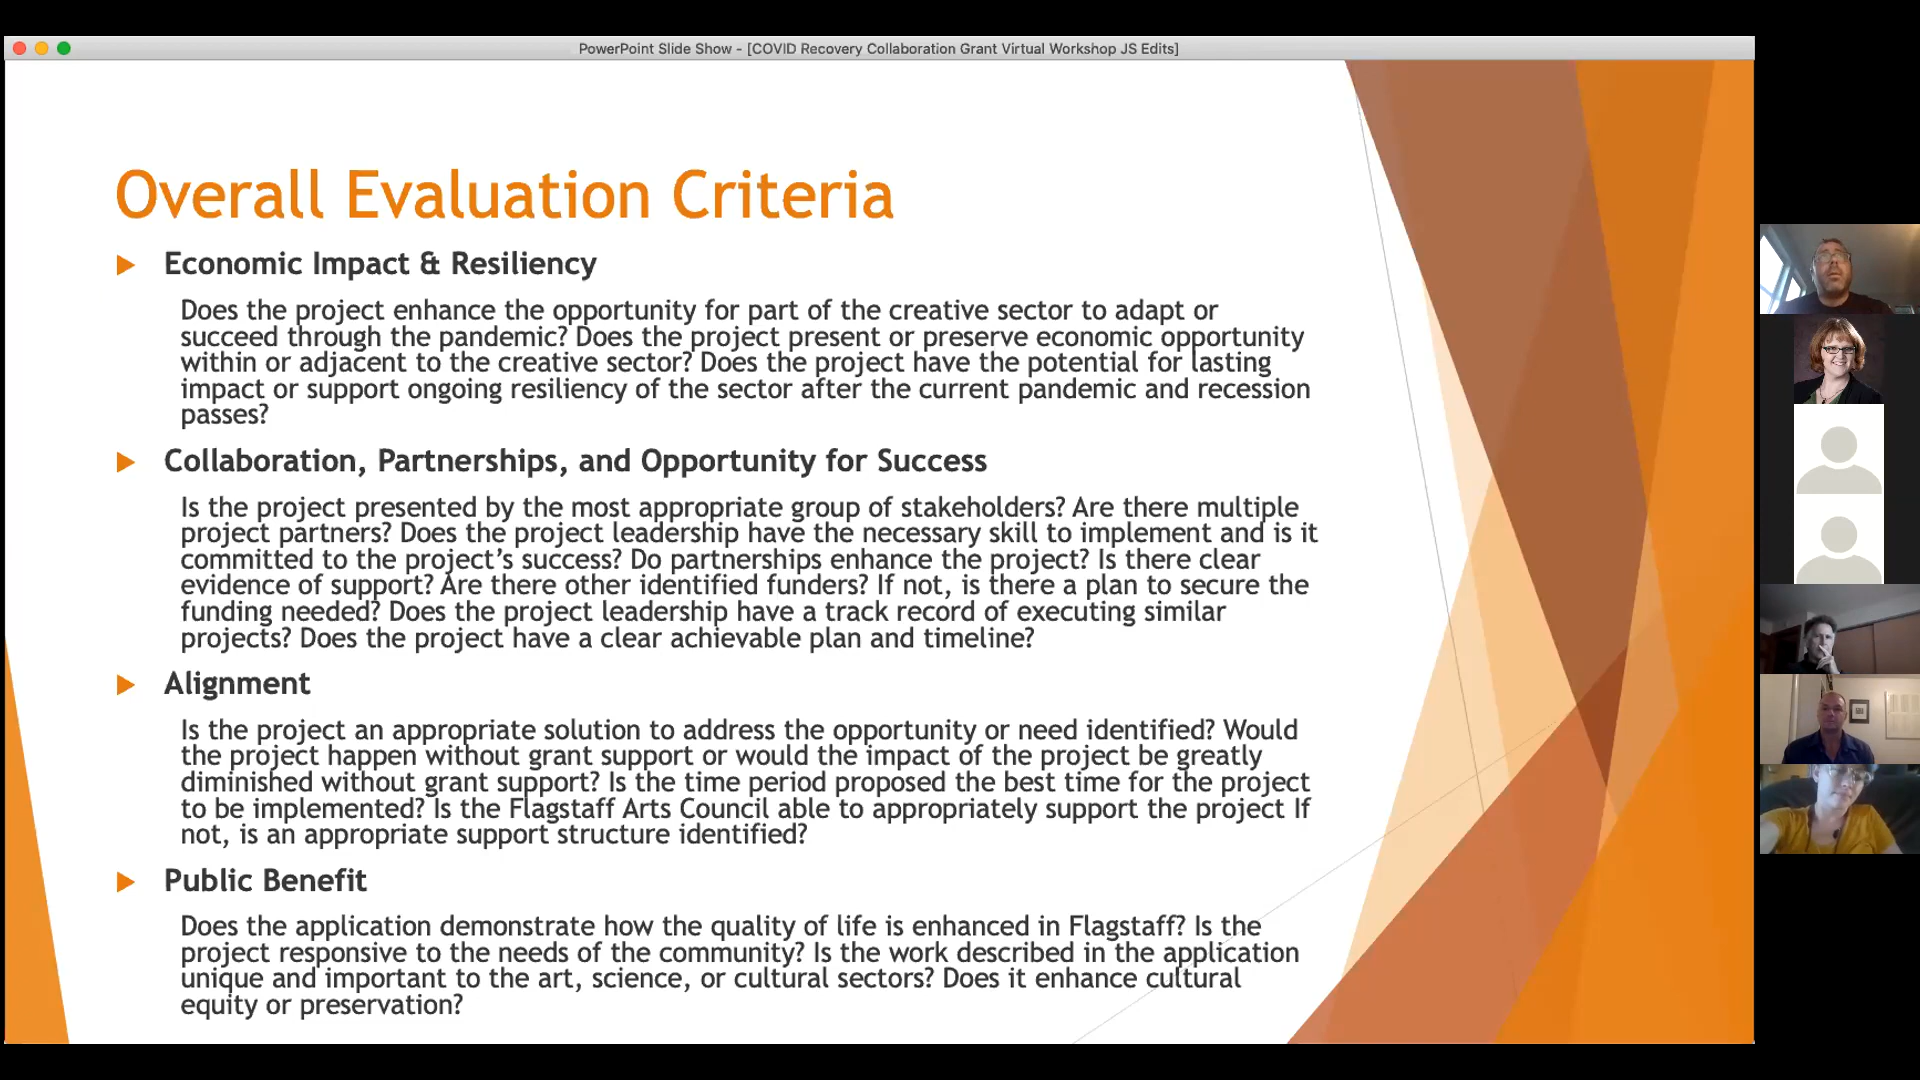 PowerPoint Slide Show - [COVID Recovery Collaboration Grant Virtual Workshop JS Edits]
Overall Evaluation Criteria
Economic Impact & Resiliency
Does the project enhance the opportunity for part of the creative sector to adapt or
succeed through the pandemic? Does the project present or preserve economic opportunity
within or adjacent to the creative sector? Does the project have the potential for lasting
impact or support ongoing resiliency of the sector after the current pandemic and recession
passes?
Collaboration, Partnerships, and Opportunity for Success
Is the project presented by the most appropriate group of stakeholders? Are there multiple
project partners? Does the project leadership have the necessary skill to implement and is it
committed to the project’s success? Do partnerships enhance the project? Is there clear
evidence of support? Are there other identified funders? If not, is there a plan to secure the
funding needed? Does the project leadership have a track record of executing similar
projects? Does the project have a clear achievable plan and timeline?
Alignment
Is the project an appropriate solution to address the opportunity or need identified? Would
the project happen without grant support or would the impact of the project be greatly
diminished without grant support? Is the time period proposed the best time for the project
to be implemented? Is the Flagstaff Arts Council able to appropriately support the project If
not, is an appropriate support structure identified?
Public Benefit
Does the application demonstrate how the quality of life is enhanced in Flagstaff? Is the
project responsive to the needs of the community? Is the work described in the application
unique and important to the art, science, or cultural sectors? Does it enhance cultural
equity or preservation?